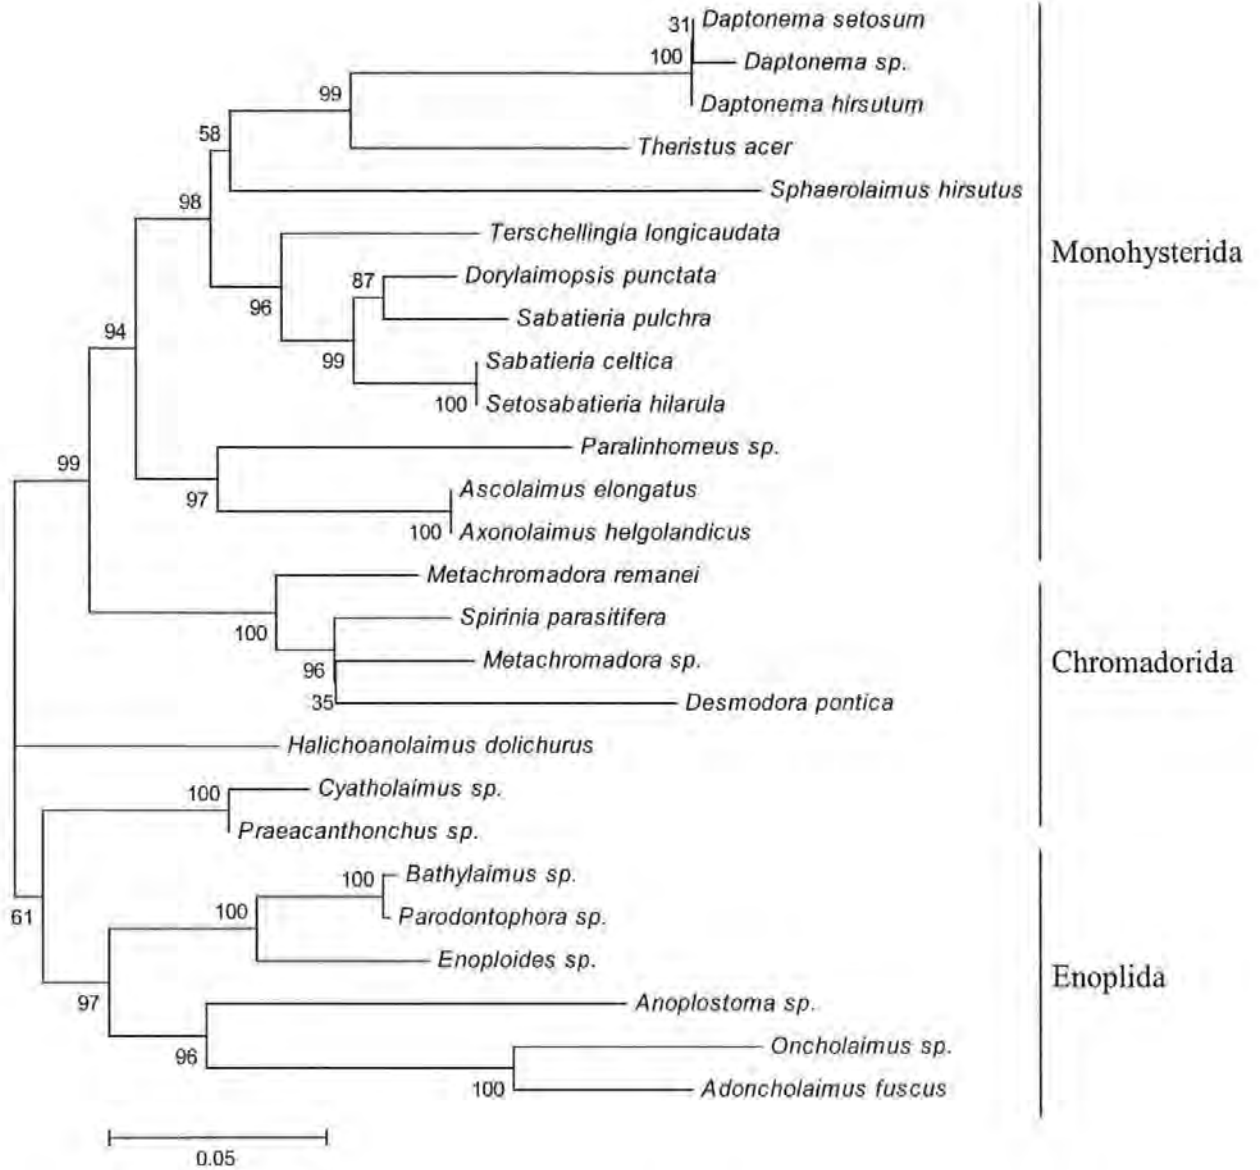 31 Daptonema setosum
100 Daptonema sp.
Daptonema hirsutum
99
58
Theristus acer
98 Sphaerolaimus hirsutus
Terschellingia longicaudata
Monohysterida
87 Dorylaimopsis punctata
96
94 Sabatieria pulchra
99 Sabatieria celtica
100 Setosabatieria hilarula
Paralinhomeus sp.
99
97 Ascolaimus elongatus
100 Axonolaimus helgolandicus
Metachromadora remanei
100 Spirinia parasitifera
96 Metachromadora sp.
Chromadorida
35 Desmodora pontica
Halichoanolaimus dolichurus
100 Cyatholaimus sp.
Praeacanthonchus sp.
100 Bathylaimus sp.
61 100 Parodontophora sp.
Enoploides sp.
Enoplida
97 Anoplostoma sp.
96 Oncholaimus sp.
100 Adoncholaimus fuscus
0.05